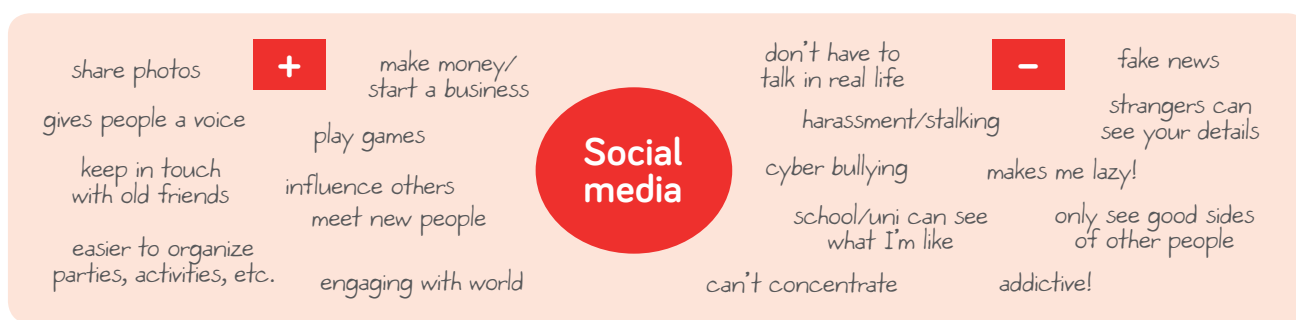 share photos
+
make money/
start a business
gives people a voice
play games
keep in touch
with old friends
influence others
meet new people
easier to organize
parties, activities, etc.
engaging with world
Social
media
don't have to
talk in real life
–
fake news
harassment/stalking
strangers can
see your details
cyber bullying
makes me lazy!
school/uni can see
what I'm like
only see good sides
of other people
can't concentrate
addictive!